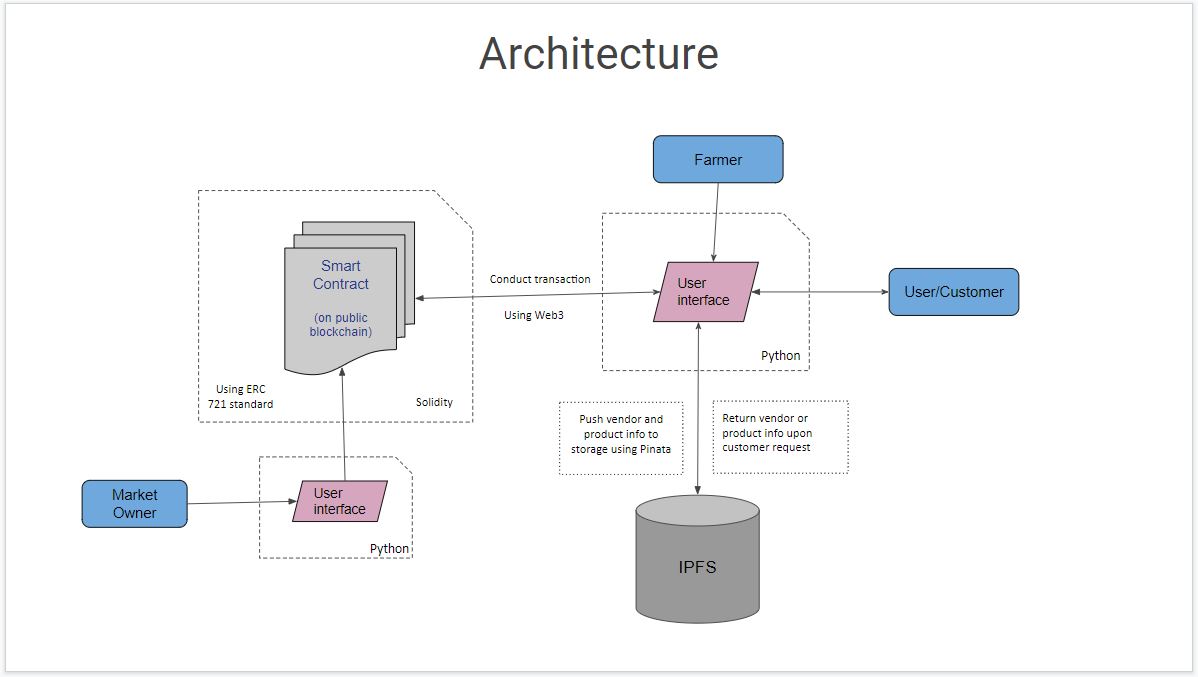 Architecture
Farmer
Smart
Contract
(on public
blockchain)
Using ERC
721 standard
Solidity
Conduct transaction
Using Web3
User
interface
Python
User/Customer
Push vendor and
product info to
storage using Pinata
Return vendor or
product info upon
customer request
Market
Owner
User
interface
Python
IPFS